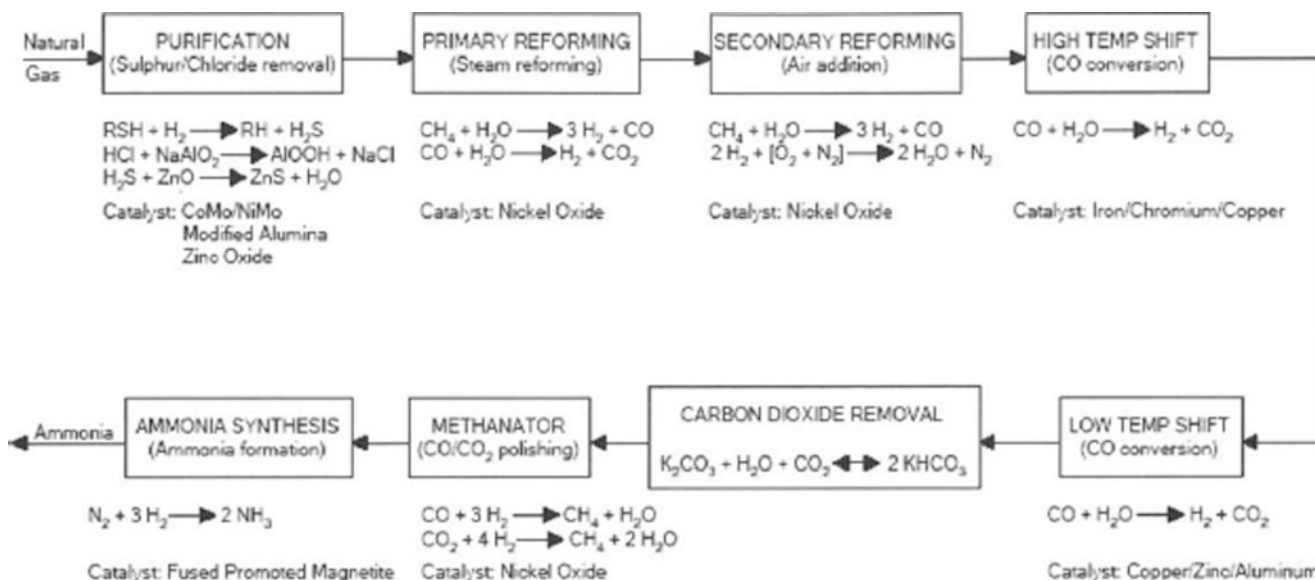 Natural
Gas
PURIFICATION
(Sulphur/Chloride removal)
PRIMARY REFORMING
(Steam reforming)
SECONDARY REFORMING
(Air addition)
HIGH TEMP SHIFT
(CO conversion)
RSH + H₂ → RH + H₂S
HCl + NaAlO₂ → AlOOH + NaCl
H₂S + ZnO → ZnS + H₂O
Catalyst: CoMo/NiMo
Modified Alumina
Zinc Oxide
CH₄ + H₂O → 3 H₂ + CO
CO + H₂O → H₂ + CO₂
Catalyst: Nickel Oxide
CH₄ + H₂O → 3 H₂ + CO
2 H₂ + [O₂ + N₂] → 2 H₂O + N₂
Catalyst: Nickel Oxide
CO + H₂O → H₂ + CO₂
Catalyst: Iron/Chromium/Copper
Ammonia
AMMONIA SYNTHESIS
(Ammonia formation)
METHANATOR
(CO/CO₂ polishing)
CARBON DIOXIDE REMOVAL
K₂CO₃ + H₂O + CO₂ ↔ 2 KHCO₃
LOW TEMP SHIFT
(CO conversion)
N₂ + 3 H₂ → 2 NH₃
Catalyst: Fused Promoted Magnetite
CO + 3 H₂ → CH₄ + H₂O
CO₂ + 4 H₂ → CH₄ + 2 H₂O
Catalyst: Nickel Oxide
CO + H₂O → H₂ + CO₂
Catalyst: Copper/Zinc/Aluminum